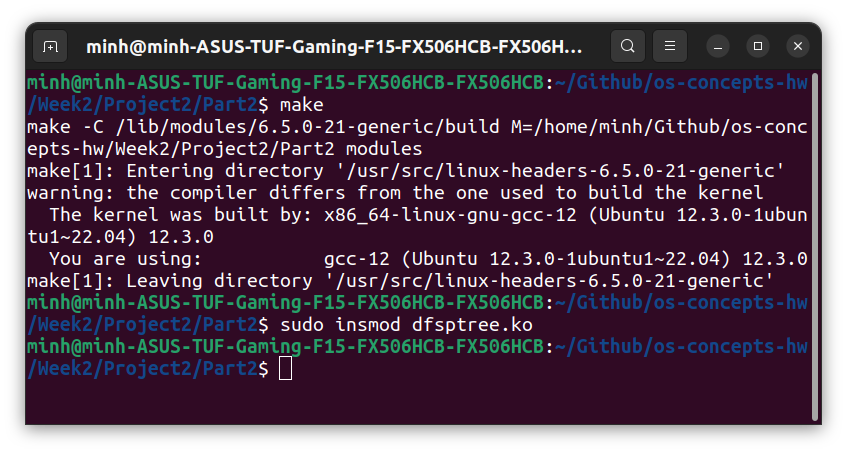 minh@minh-ASUS-TUF-Gaming-F15-FX506HCB-FX506H...
minh@minh-ASUS-TUF-Gaming-F15-FX506HCB-FX506HCB:~/Github/os-concepts-hw
/Week2/Project2/Part2$ make
make -C /lib/modules/6.5.0-21-generic/build M=/home/minh/Github/os-conc
epts-hw/Week2/Project2/Part2 modules
make[1]: Entering directory '/usr/src/linux-headers-6.5.0-21-generic'
warning: the compiler differs from the one used to build the kernel
  The kernel was built by: x86_64-linux-gnu-gcc-12 (Ubuntu 12.3.0-1ubun
tu1~22.04) 12.3.0
  You are using:           gcc-12 (Ubuntu 12.3.0-1ubuntu1~22.04) 12.3.0
make[1]: Leaving directory '/usr/src/linux-headers-6.5.0-21-generic'
minh@minh-ASUS-TUF-Gaming-F15-FX506HCB-FX506HCB:~/Github/os-concepts-hw
/Week2/Project2/Part2$ sudo insmod dfsptree.ko
minh@minh-ASUS-TUF-Gaming-F15-FX506HCB-FX506HCB:~/Github/os-concepts-hw
/Week2/Project2/Part2$